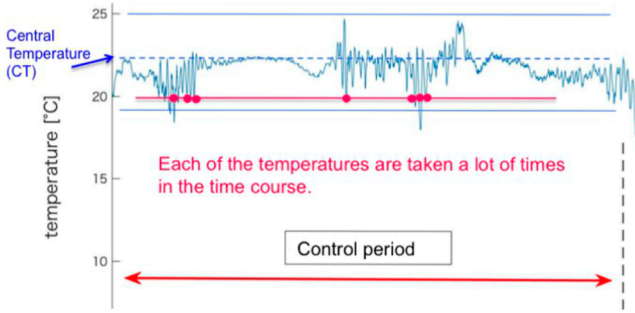 25
Central
Temperature
(CT)
20
temperature [°C]
Each of the temperatures are taken a lot of times
in the time course.
15
Control period
10